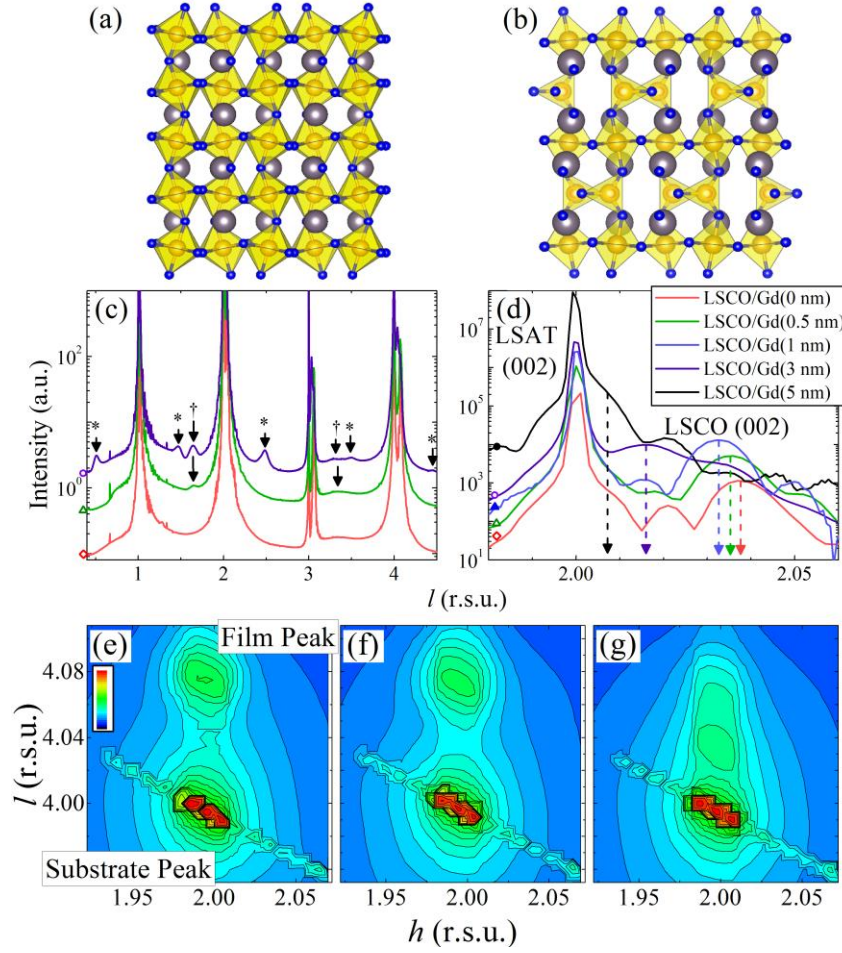 (a)
(b)
(c)
Intensity (a.u.)
10²
10⁰
* * † * † * *
1 2 3 4
(d)
LSAT
(002)
LSCO (002)
LSCO/Gd(0 nm)
LSCO/Gd(0.5 nm)
LSCO/Gd(1 nm)
LSCO/Gd(3 nm)
LSCO/Gd(5 nm)
10⁷
10⁵
10³
10¹
2.00 2.05
l (r.s.u.)
(e)
Film Peak
(f)
(g)
l (r.s.u.)
4.08
4.04
4.00
Substrate Peak
1.95 2.00 2.05
1.95 2.00 2.05
1.95 2.00 2.05
h (r.s.u.)